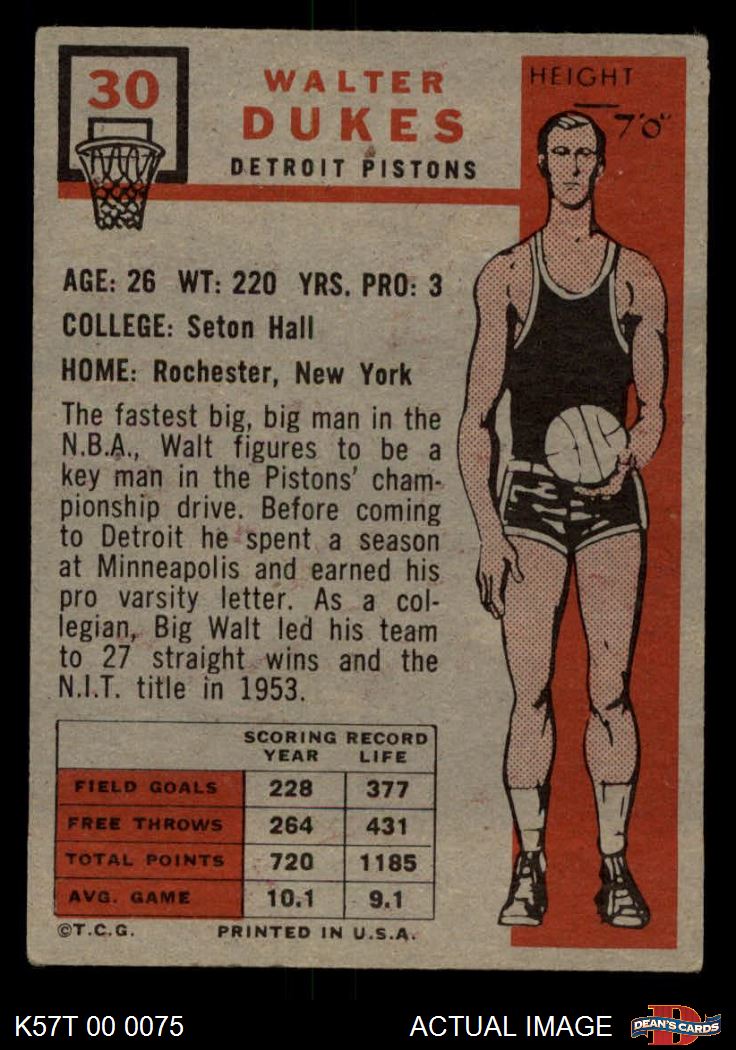 30
WALTER
DUKES
DETROIT PISTONS
HEIGHT
7'0"
AGE: 26 WT: 220 YRS. PRO: 3
COLLEGE: Seton Hall
HOME: Rochester, New York
The fastest big, big man in the
N.B.A., Walt figures to be a
key man in the Pistons' cham-
pionship drive. Before coming
to Detroit he spent a season
at Minneapolis and earned his
pro varsity letter. As a col-
legian, Big Walt led his team
to 27 straight wins and the
N.I.T. title in 1953.
SCORING RECORD
YEAR LIFE
FIELD GOALS 228 377
FREE THROWS 264 431
TOTAL POINTS 720 1185
AVG. GAME 10.1 9.1
©T.C.G. PRINTED IN U.S.A.
K57T 00 0075 ACTUAL IMAGE D DEAN'S CARDS